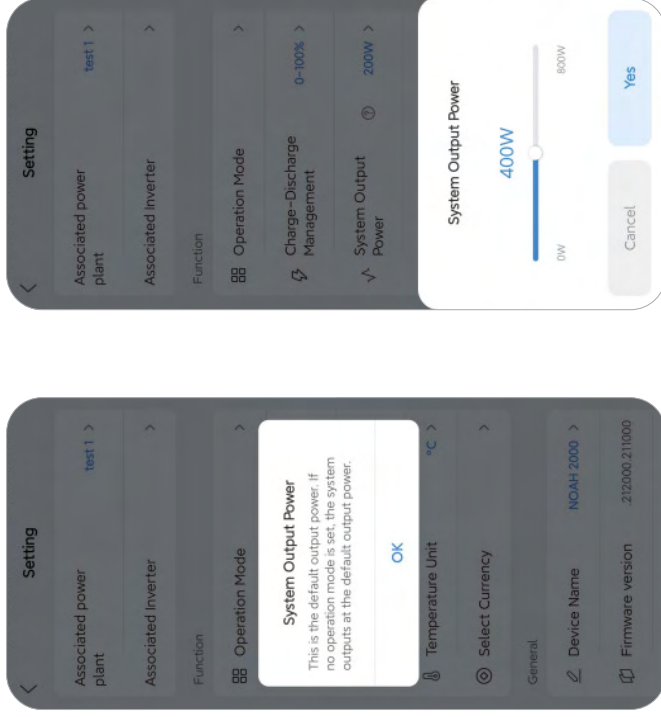 Setting
Associated power
plant
test 1
Associated Inverter
Function
Operation Mode
System Output Power
This is the default output power. If
no operation mode is set, the system
outputs at the default output power.
OK
Temperature Unit
°C
Select Currency
General
Device Name
NOAH 2000
Firmware version
.212000.211000
Setting
Associated power
plant
test 1
Associated Inverter
Function
Operation Mode
Charge-Discharge
Management
0-100%
System Output
Power
200W
System Output Power
400W
0W
800W
Cancel
Yes